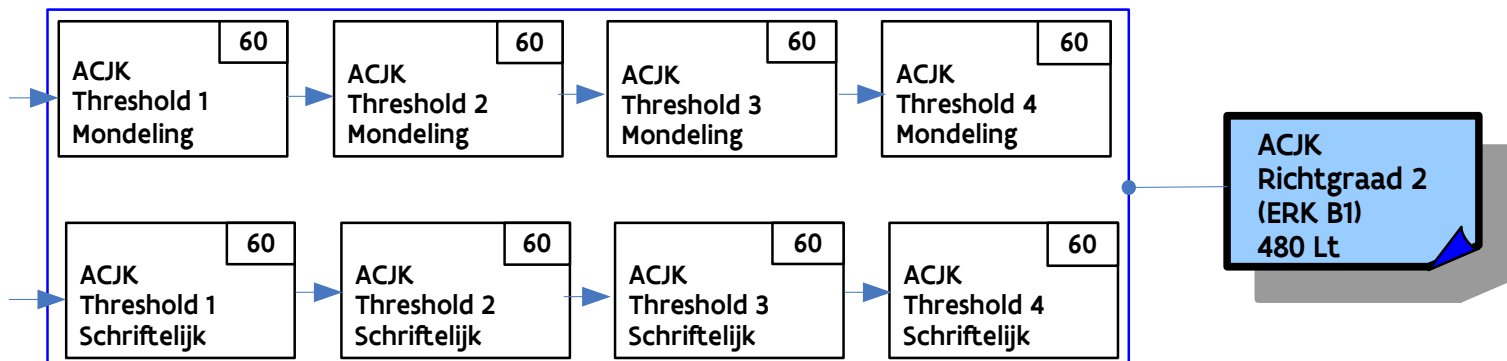 60
ACJK
Threshold 1
Mondeling
60
ACJK
Threshold 2
Mondeling
60
ACJK
Threshold 3
Mondeling
60
ACJK
Threshold 4
Mondeling
60
ACJK
Threshold 1
Schriftelijk
60
ACJK
Threshold 2
Schriftelijk
60
ACJK
Threshold 3
Schriftelijk
60
ACJK
Threshold 4
Schriftelijk
ACJK
Richtgraad 2
(ERK B1)
480 Lt